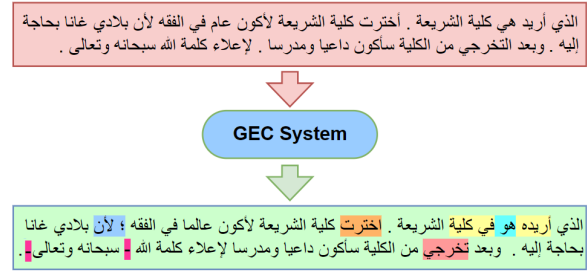 الذي أريد هي كلية الشريعة . أخترت كلية الشريعة لأكون عام في الفقه لأن بلادي غانا بحاجة
إليه . وبعد التخرجي من الكلية سأكون داعيا ومدرسا . لإعلاء كلمة الله سبحانه وتعالى .
GEC System
الذي أريده هو في كلية الشريعة . اخترت كلية الشريعة لأكون عالما في الفقه ؛ لأن بلادي غانا
بحاجة إليه . وبعد تخرجي من الكلية سأكون داعيا ومدرسا لإعلاء كلمة الله - سبحانه وتعالى- .